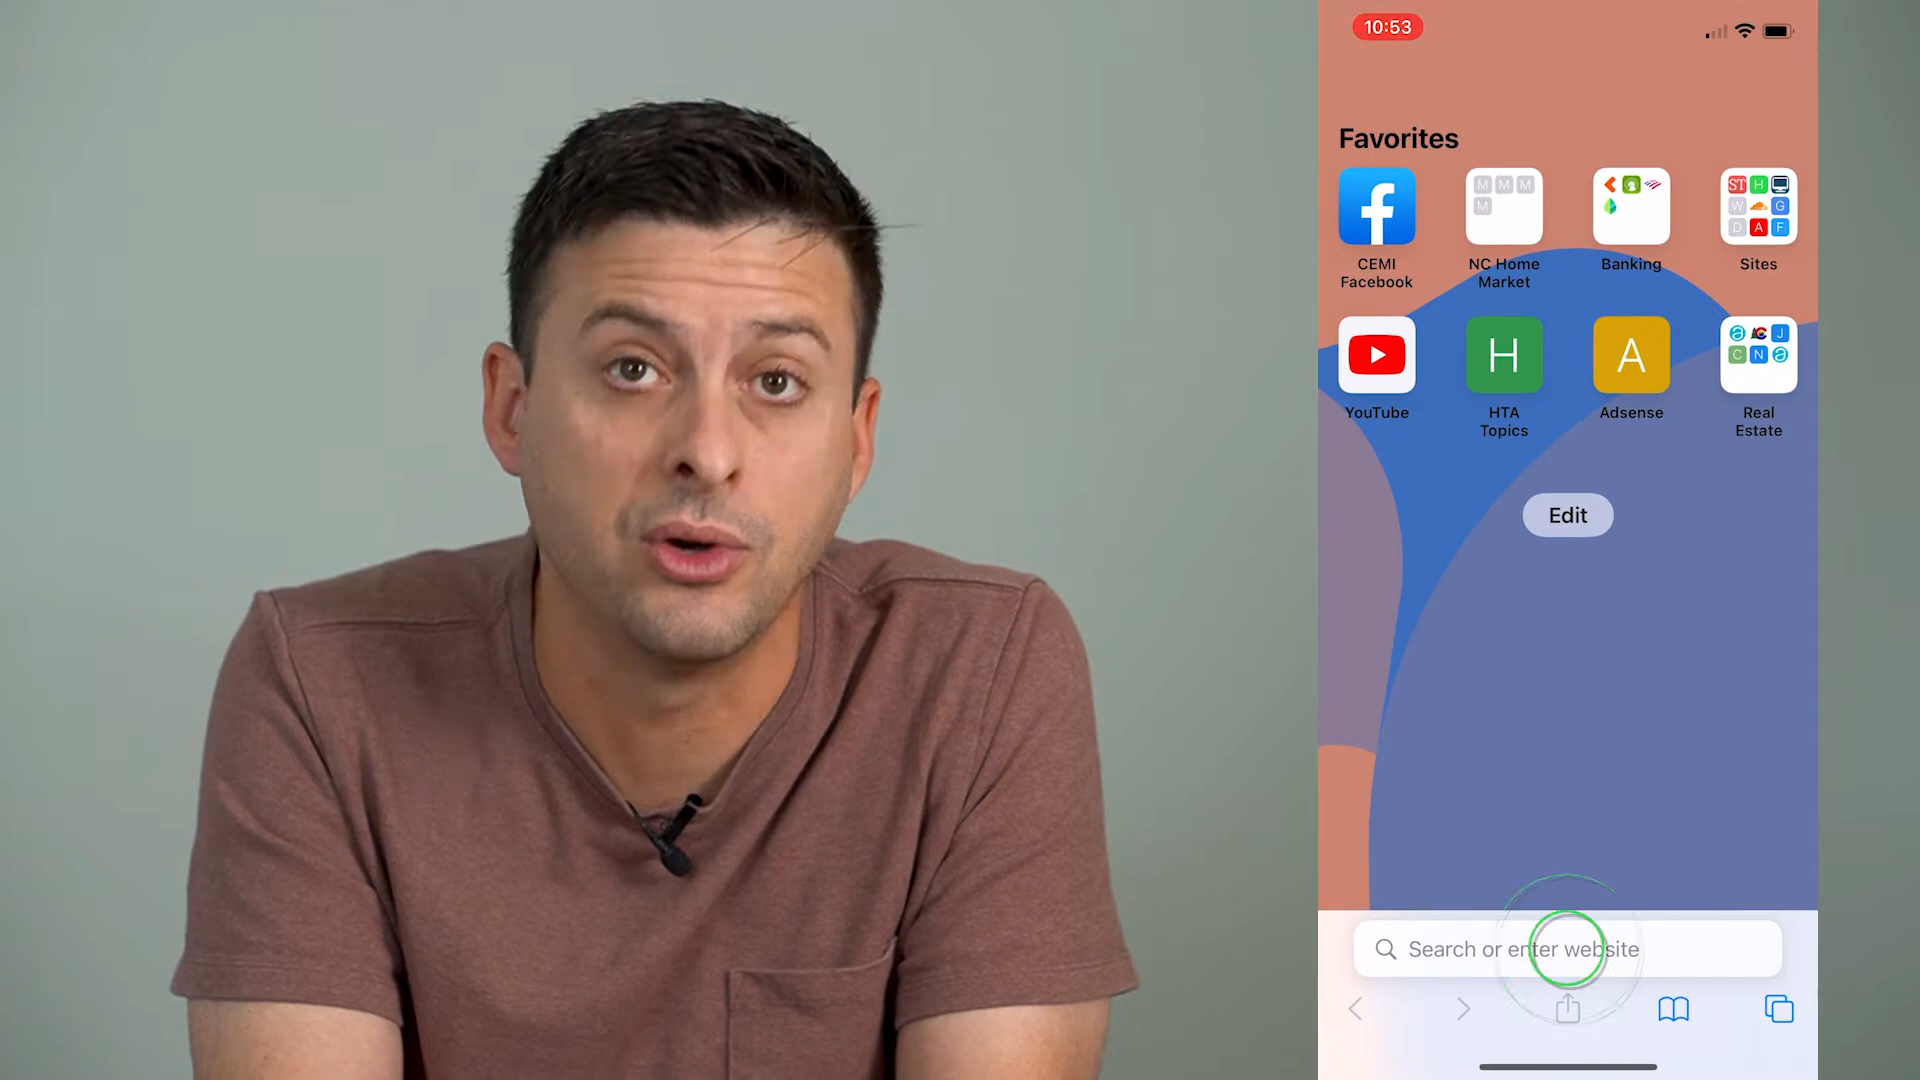 10:53
Favorites
M M M
M
ST H
W G
D A F
CEMI
Facebook
NC Home
Market
Banking
Sites
H
A
J
C N
YouTube
HTA
Topics
Adsense
Real
Estate
Edit
Search or enter website